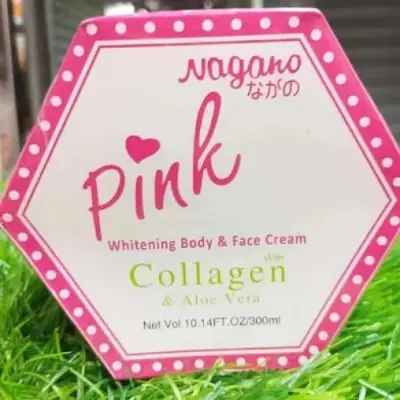 Nagano
ながの
Pink
Whitening Body & Face Cream
With
Collagen
& Aloe Vera
Net Vol 10.14FT.OZ/300ml